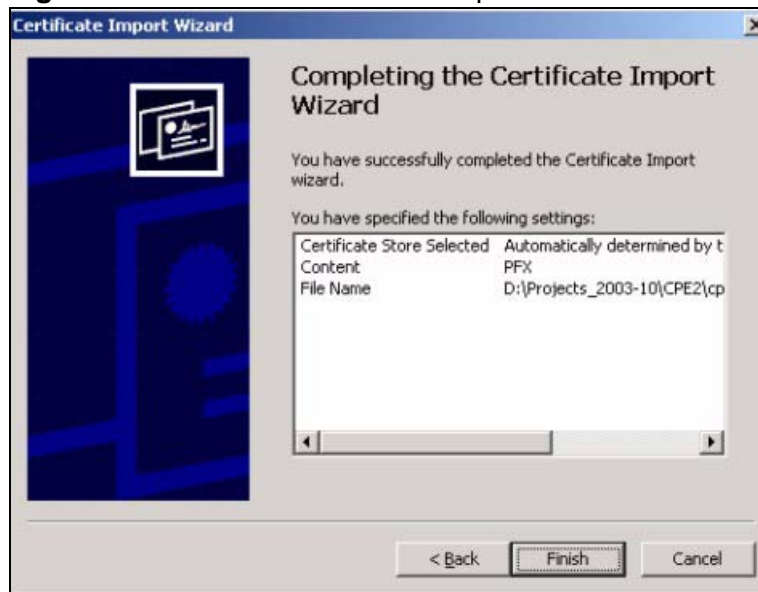 Certificate Import Wizard
Completing the Certificate Import
Wizard
You have successfully completed the Certificate Import
wizard.
You have specified the following settings:
Certificate Store Selected Automatically determined by t
Content PFX
File Name D:\Projects_2003-10\CPE2\cp
< Back Finish Cancel